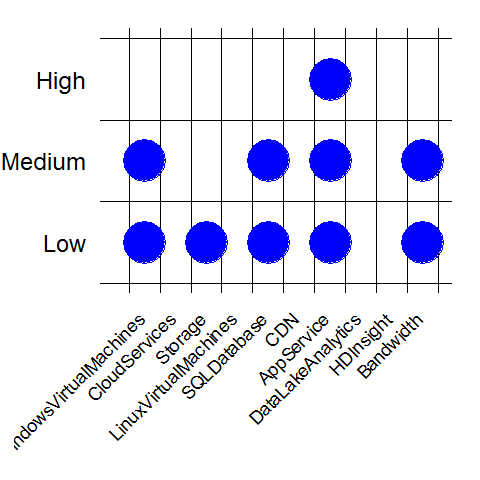 High
Medium
Low
ndowsVirtualMachines
CloudServices
Storage
LinuxVirtualMachines
SQLDatabase
CDN
AppService
DataLakeAnalytics
HDInsight
Bandwidth